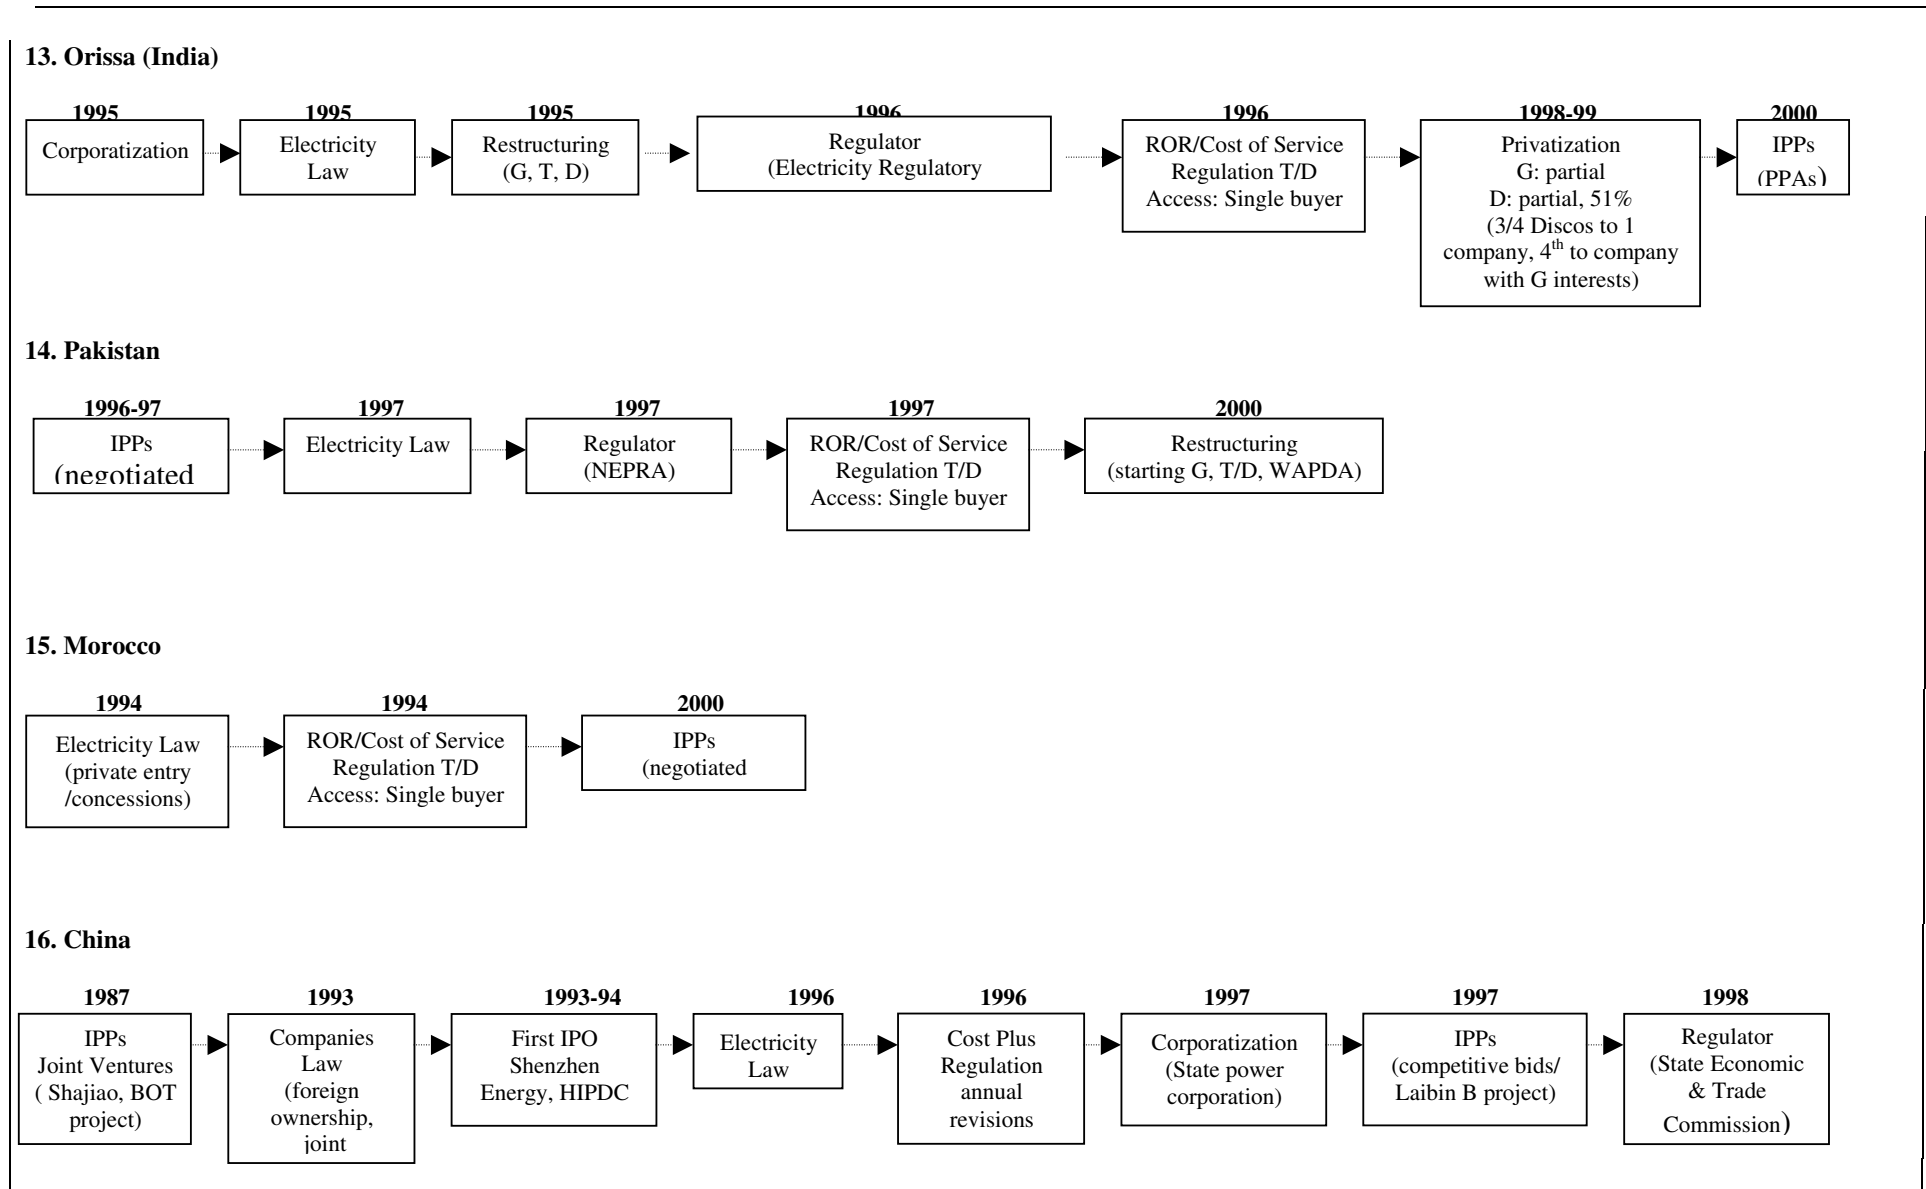 13. Orissa (India)
1995
Corporatization
1995
Electricity
Law
1995
Restructuring
(G, T, D)
1996
Regulator
(Electricity Regulatory
1996
ROR/Cost of Service
Regulation T/D
Access: Single buyer
1998-99
Privatization
G: partial
D: partial, 51%
(3/4 Discos to 1
company, 4th to company
with G interests)
2000
IPPs
(PPAs)
14. Pakistan
1996-97
IPPs
(negotiated
1997
Electricity Law
1997
Regulator
(NEPRA)
1997
ROR/Cost of Service
Regulation T/D
Access: Single buyer
2000
Restructuring
(starting G, T/D, WAPDA)
15. Morocco
1994
Electricity Law
(private entry
/concessions)
1994
ROR/Cost of Service
Regulation T/D
Access: Single buyer
2000
IPPs
(negotiated
16. China
1987
IPPs
Joint Ventures
( Shajiao, BOT
project)
1993
Companies
Law
(foreign
ownership,
joint
1993-94
First IPO
Shenzhen
Energy, HIPDC
1996
Electricity
Law
1996
Cost Plus
Regulation
annual
revisions
1997
Corporatization
(State power
corporation)
1997
IPPs
(competitive bids/
Laibin B project)
1998
Regulator
(State Economic
& Trade
Commission)